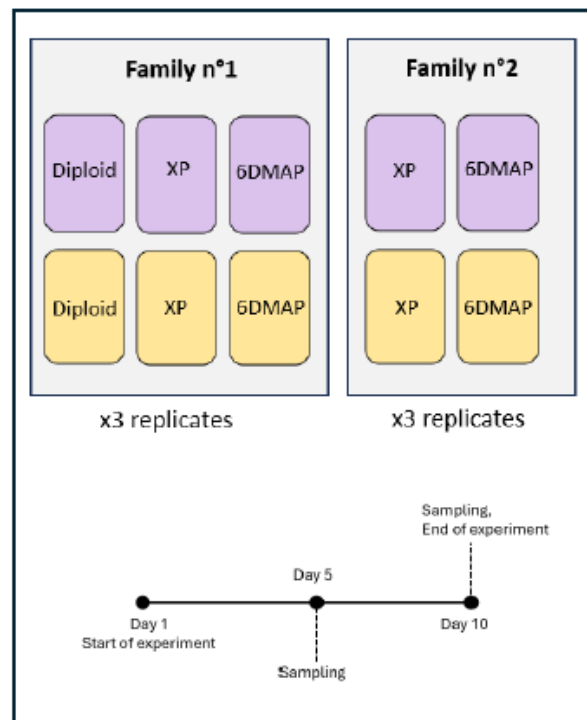 Family n°1
Family n°2
Diploid
XP
6DMAP
XP
6DMAP
Diploid
XP
6DMAP
XP
6DMAP
x3 replicates
x3 replicates
Sampling,
End of experiment
Day 5
Day 1
Start of experiment
Day 10
Sampling